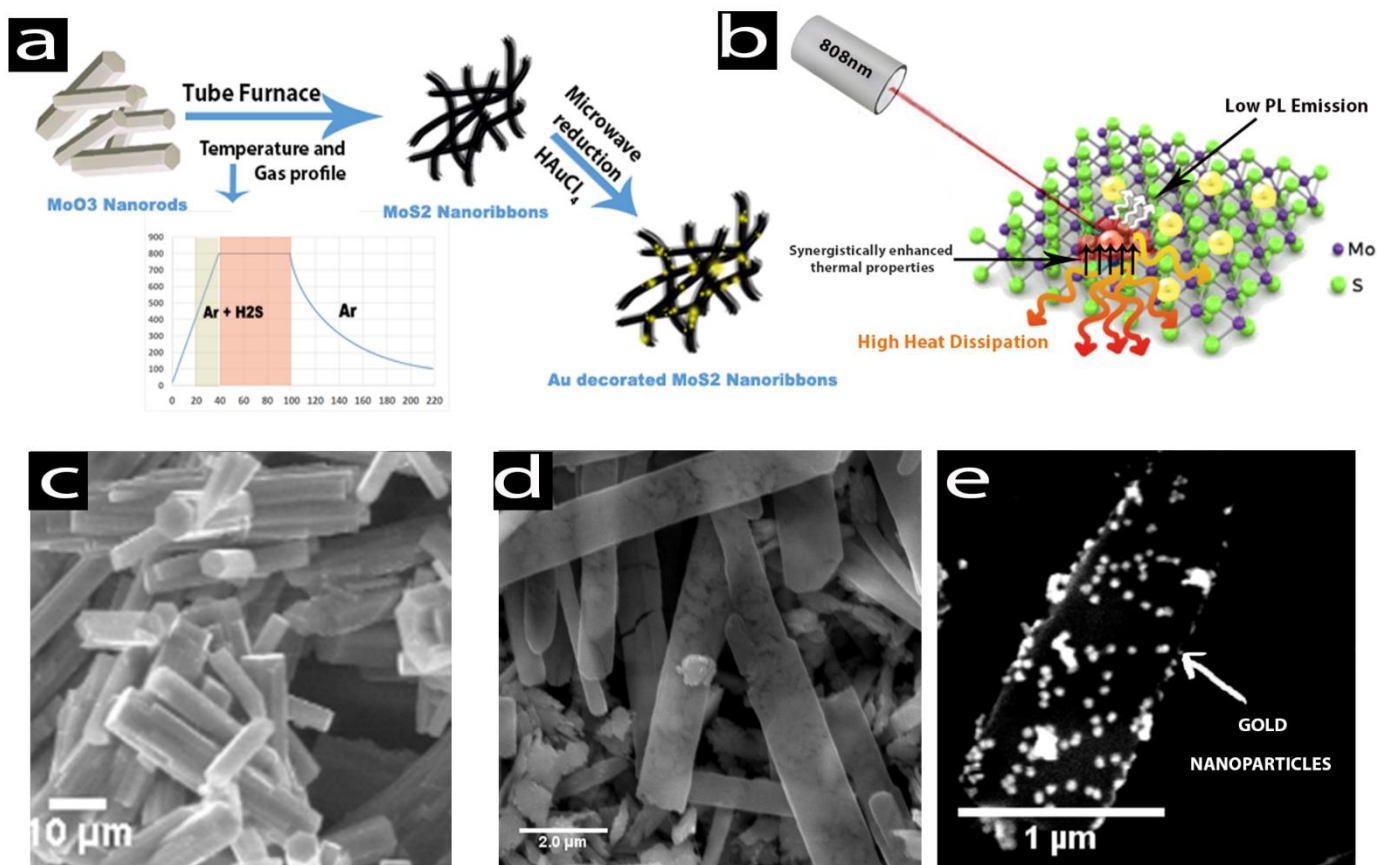 a
Tube Furnace
Temperature and
Gas profile
MoO3 Nanorods
MoS2 Nanoribbons
Microwave
reduction
HAuCl4
Au decorated MoS2 Nanoribbons
900
800
700
600
500
400
300
200
100
0
Ar + H2S
Ar
0 20 40 60 80 100 120 140 160 180 200 220
b
808nm
Low PL Emission
Synergistically enhanced
thermal properties
High Heat Dissipation
Mo
S
c
10 µm
d
2.0 µm
e
GOLD
NANOPARTICLES
1 µm